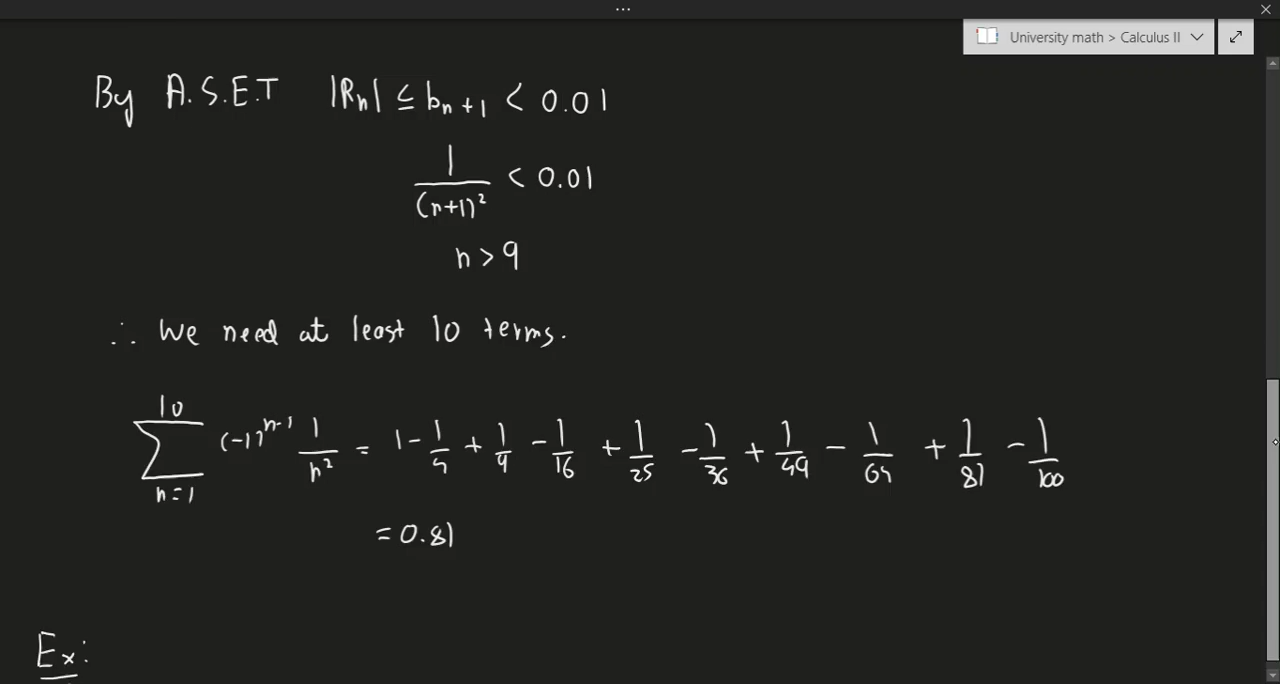 ...
University math > Calculus II
By A.S.E.T |Rn| ≤ bn+1 < 0.01
1/(n+1)² < 0.01
n > 9
∴ We need at least 10 terms.
∑_{n=1}^{10} (-1)^{n-1} 1/n² = 1 - 1/4 + 1/9 - 1/16 + 1/25 - 1/36 + 1/49 - 1/64 + 1/81 - 1/100
= 0.81
Ex: